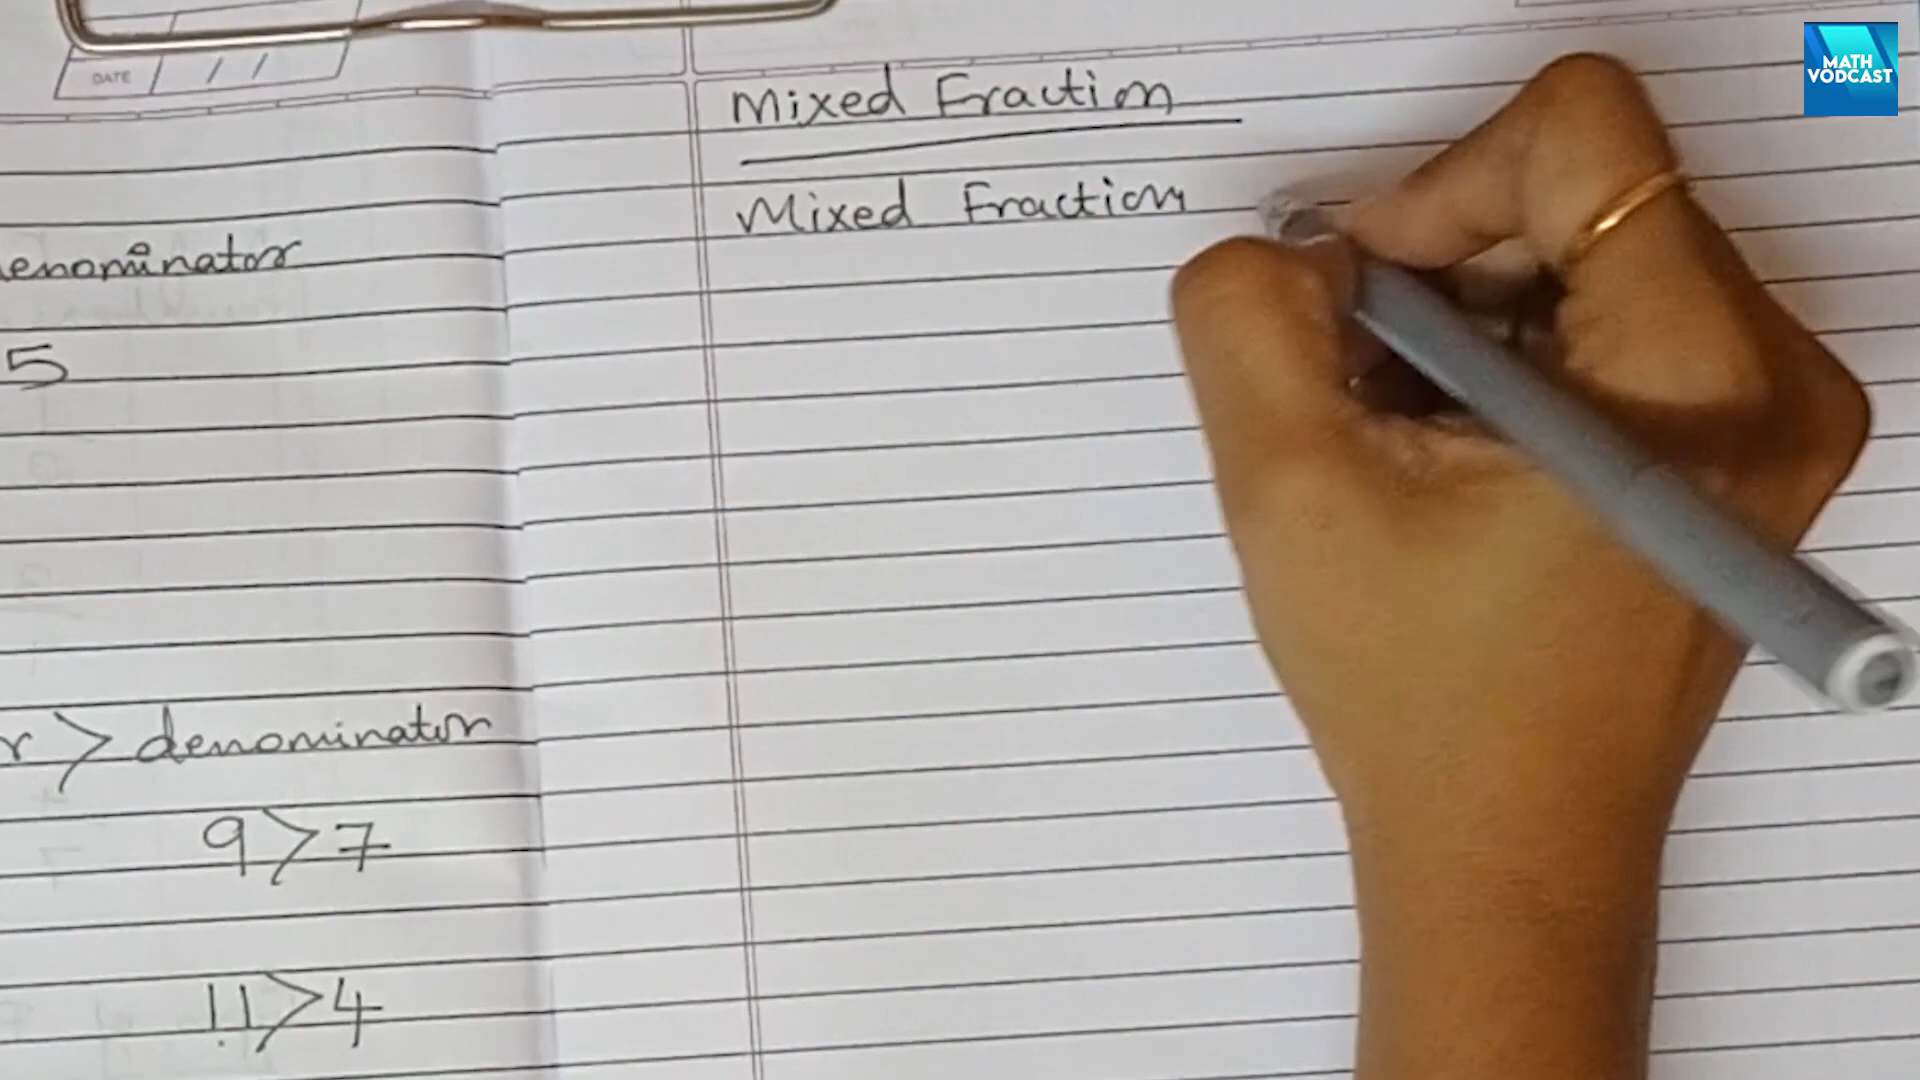 DATE / /
Mixed Fraction
Mixed Fraction
enominator
5
r > denominator
9 > 7
11 > 4
MATH
VODCAST